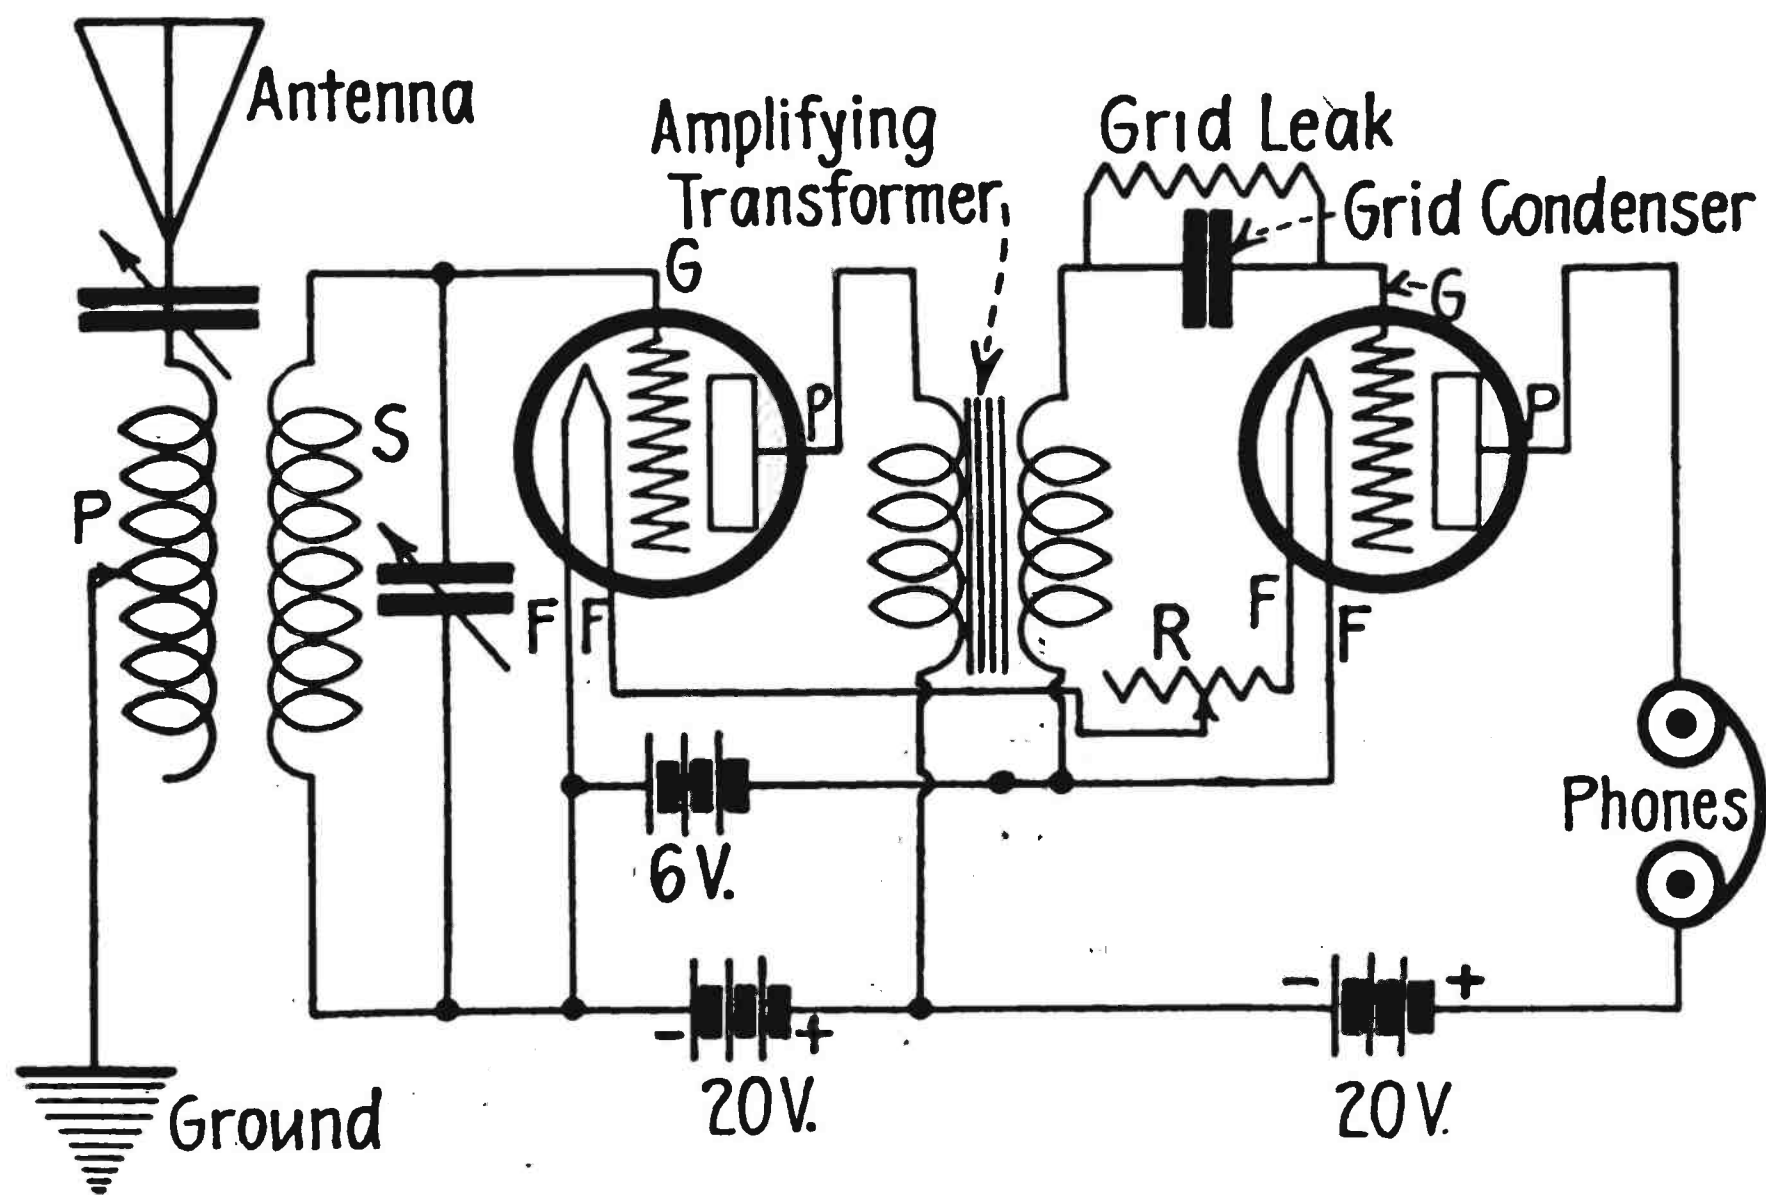 Antenna
Amplifying
Transformer
Grid Leak
Grid Condenser
G
G
P
P
S
P
F F
R
F
F
6V.
Phones
- +
20V.
- +
20V.
Ground